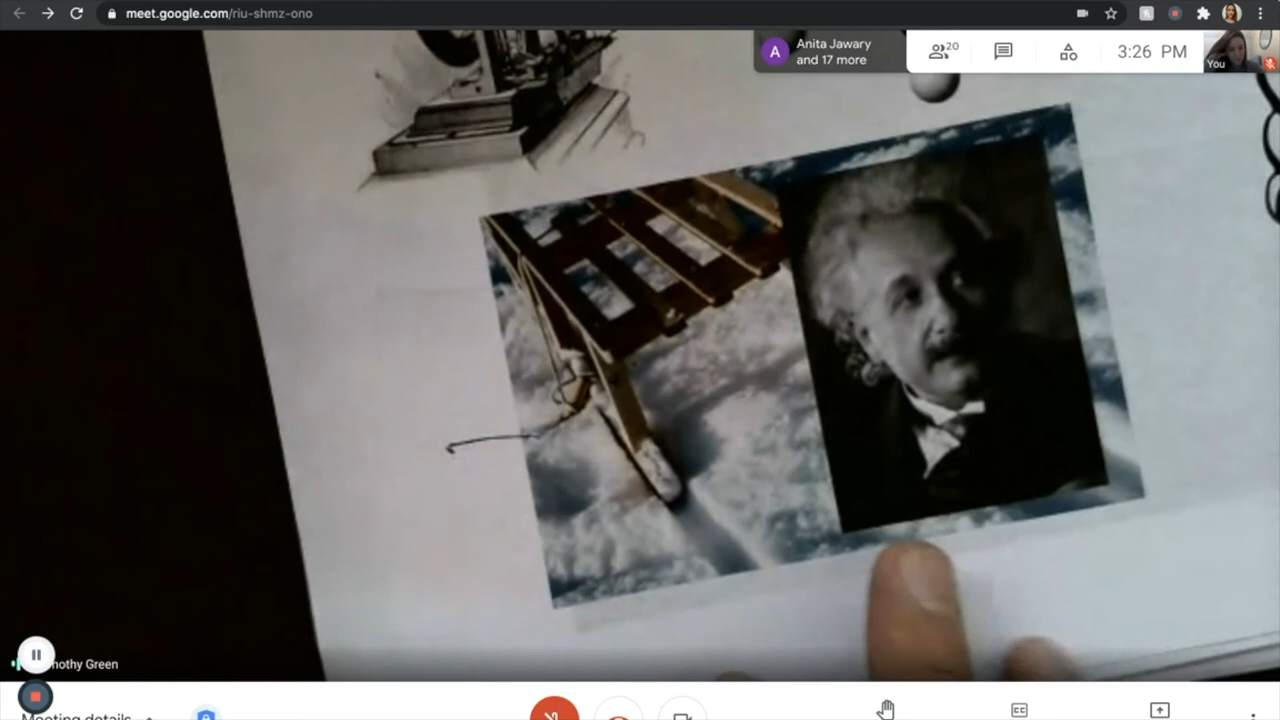 meet.google.com/riu-shmz-ono
Anita Jawary
and 17 more
A
20
3:26 PM
You
CC
Green
Meeting details